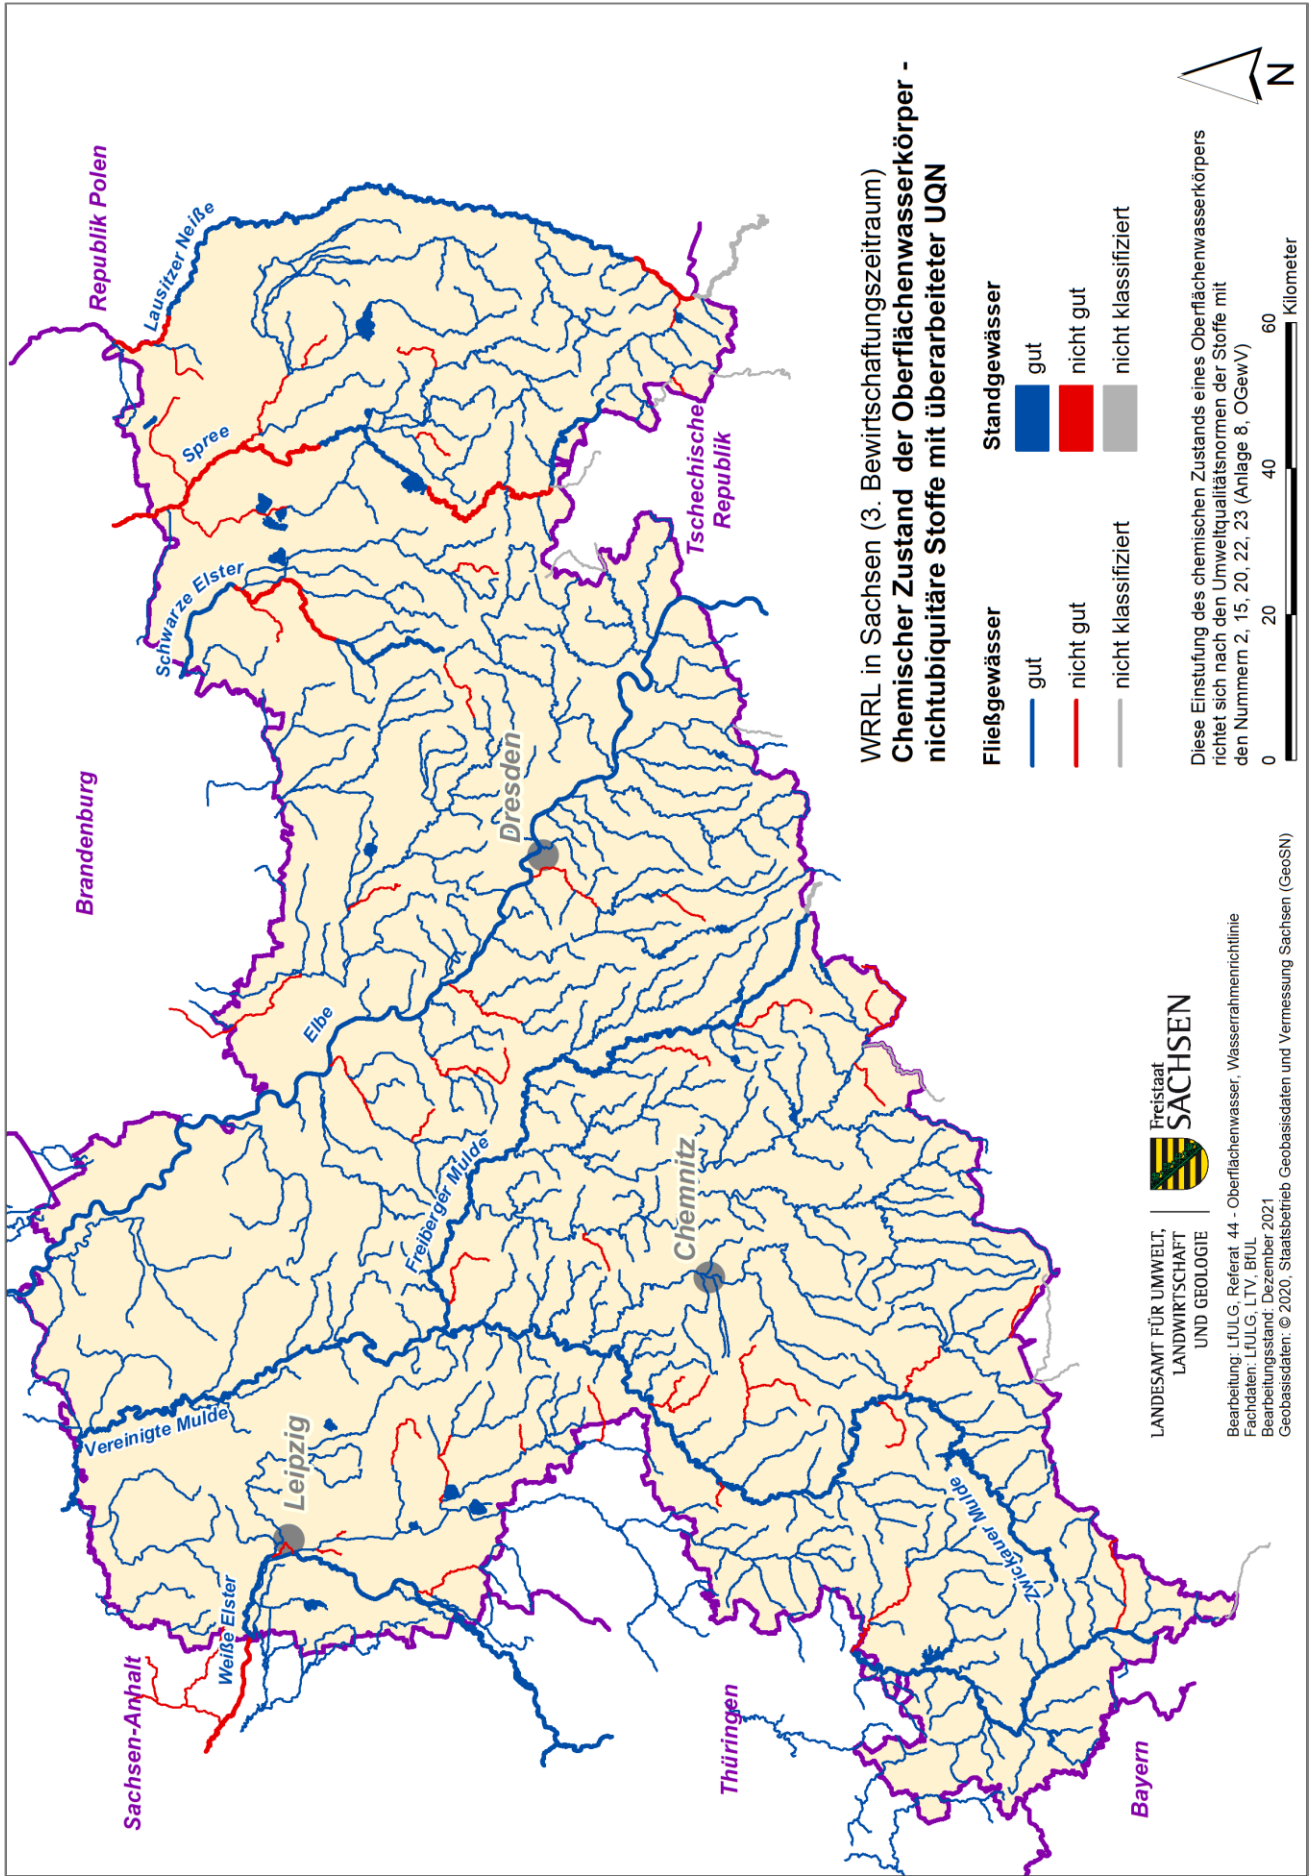 Republik Polen
Lausitzer Neiße
Spree
Schwarze Elster
Brandenburg
Tschechische
Republik
Dresden
Elbe
Freiberger Mulde
Chemnitz
Vereinigte Mulde
Leipzig
Weiße Elster
Zwickauer Mulde
Sachsen-Anhalt
Thüringen
Bayern
WRRL in Sachsen (3. Bewirtschaftungszeitraum)
Chemischer Zustand der Oberflächenwasserkörper -
nichtubiquitäre Stoffe mit überarbeiteter UQN
Fließgewässer
gut
nicht gut
nicht klassifiziert
Standgewässer
gut
nicht gut
nicht klassifiziert
Diese Einstufung des chemischen Zustands eines Oberflächenwasserkörpers
richtet sich nach den Umweltqualitätsnormen der Stoffe mit
den Nummern 2, 15, 20, 22, 23 (Anlage 8, OGewV)
0 20 40 60
Kilometer
N
LANDESAMT FÜR UMWELT,
LANDWIRTSCHAFT
UND GEOLOGIE
Freistaat
SACHSEN
Bearbeitung: LfULG, Referat 44 - Oberflächenwasser, Wasserrahmenrichtlinie
Fachdaten: LfULG, LTV, BfUL
Bearbeitungsstand: Dezember 2021
Geobasisdaten: © 2020, Staatsbetrieb Geobasisdaten und Vermessung Sachsen (GeoSN)